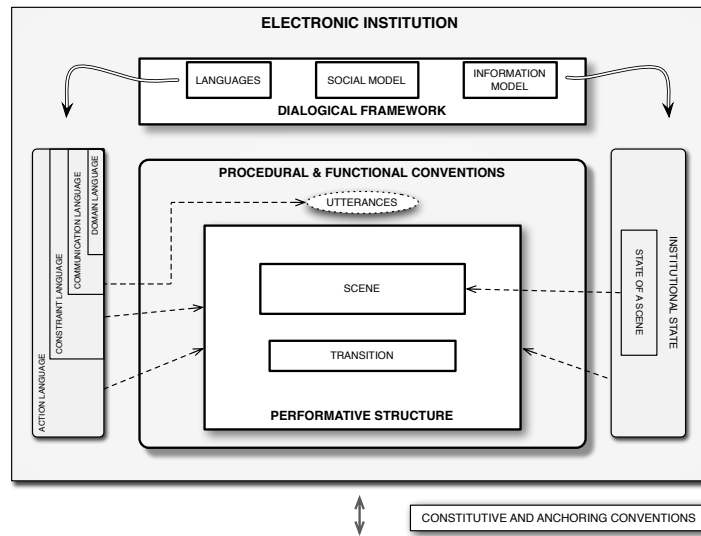 ELECTRONIC INSTITUTION
LANGUAGES
SOCIAL MODEL
INFORMATION
MODEL
DIALOGICAL FRAMEWORK
ACTION LANGUAGE
CONSTRAINT LANGUAGE
COMMUNICATION LANGUAGE
DOMAIN LANGUAGE
PROCEDURAL & FUNCTIONAL CONVENTIONS
UTTERANCES
SCENE
TRANSITION
PERFORMATIVE STRUCTURE
STATE OF A SCENE
INSTITUTIONAL STATE
CONSTITUTIVE AND ANCHORING CONVENTIONS